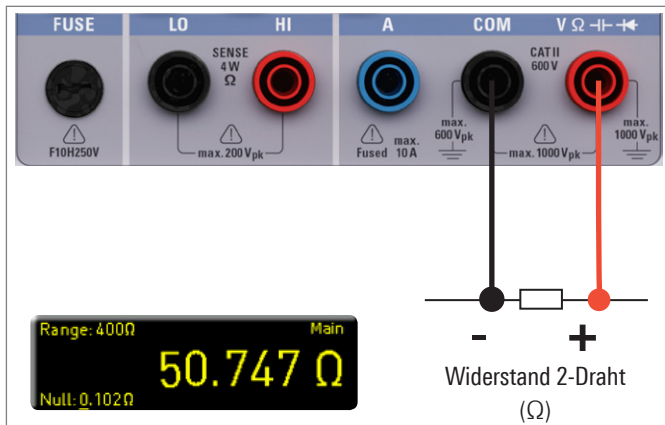 FUSE LO HI A COM V Ω
SENSE
4W
Ω
CAT II
600 V
F10H250V
max. 200 Vpk
Fused
max.
10 A
max.
600 Vpk
max. 1000 Vpk
max.
1000 Vpk
Range: 400Ω Main
50.747 Ω
Null: 0.102Ω
- +
Widerstand 2-Draht
(Ω)